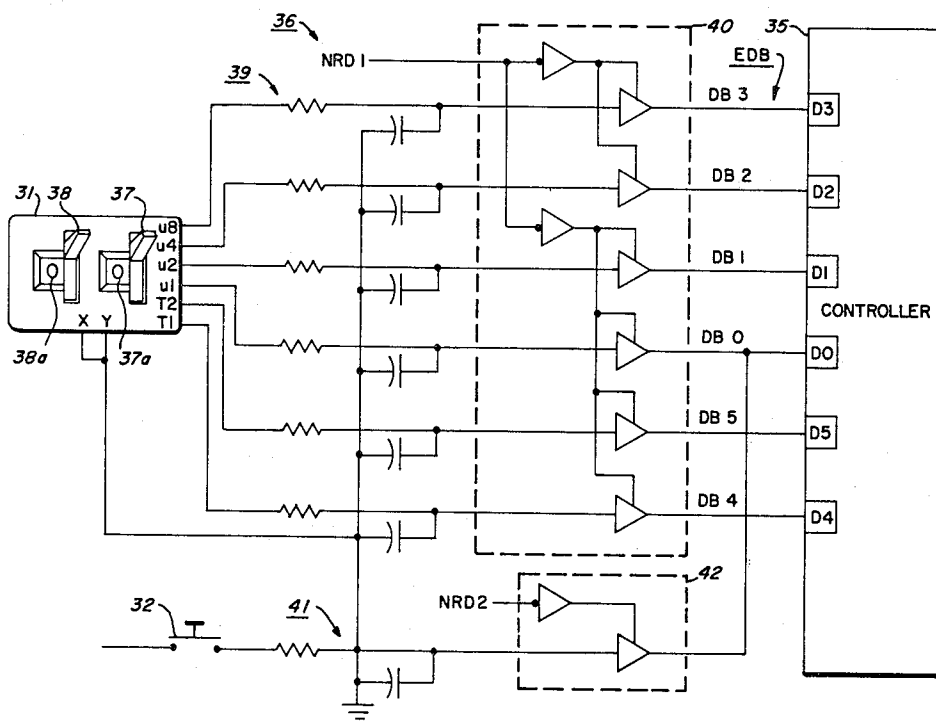 36
40
35
NRD1
EDB
39
DB 3
D3
DB 2
D2
31
38
37
u8
u4
u2
u1
T2
T1
X Y
38a
37a
DB 1
D1
CONTROLLER
DB 0
D0
DB 5
D5
DB 4
D4
42
NRD2
32
41